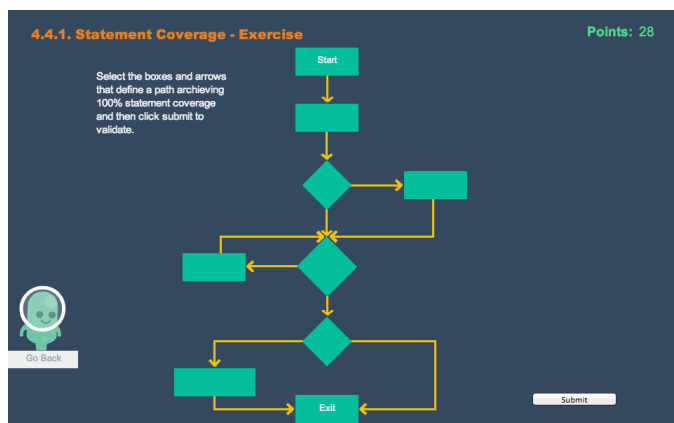 4.4.1. Statement Coverage - Exercise
Points: 28
Start
Select the boxes and arrows
that define a path archieving
100% statement coverage
and then click submit to
validate.
Go Back
Exit
Submit